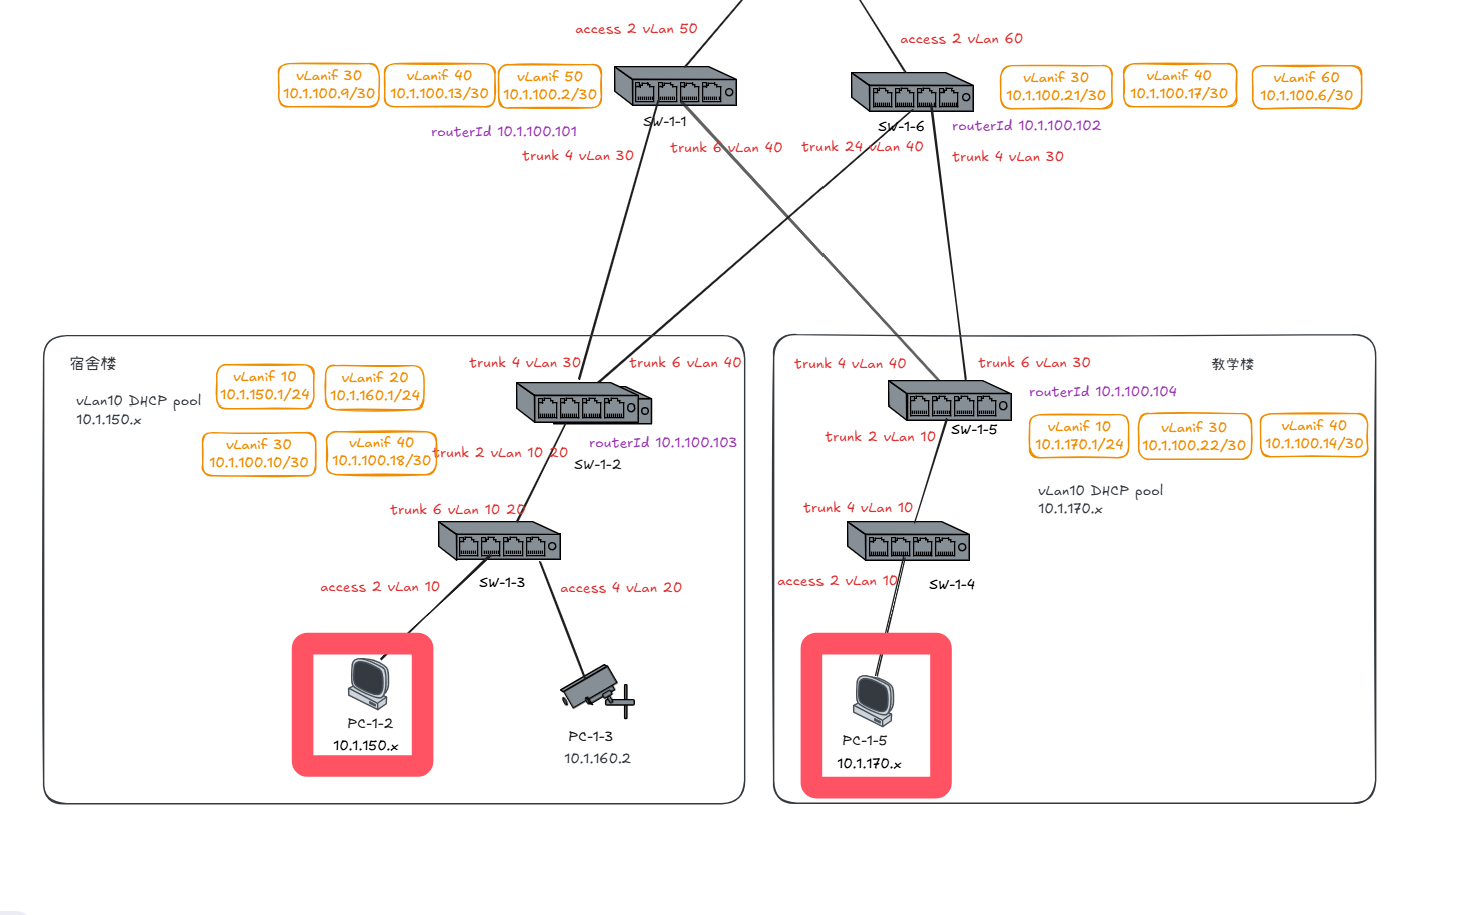 access 2 vLan 50
access 2 vLan 60
vLanif 30
10.1.100.9/30
vLanif 40
10.1.100.13/30
vLanif 50
10.1.100.2/30
vLanif 30
10.1.100.21/30
vLanif 40
10.1.100.17/30
vLanif 60
10.1.100.6/30
SW-1-1
SW-1-6
routerId 10.1.100.101
routerId 10.1.100.102
trunk 4 vLan 30
trunk 6 vLan 40
trunk 24 vLan 40
trunk 4 vLan 30
宿舍楼
vLanif 10
10.1.150.1/24
vLanif 20
10.1.160.1/24
trunk 4 vLan 30
trunk 6 vLan 40
vLan10 DHCP pool
10.1.150.x
vLanif 30
10.1.100.10/30
vLanif 40
10.1.100.18/30
trunk 2 vLan 10 20
routerId 10.1.100.103
SW-1-2
trunk 6 vLan 10 20
SW-1-3
access 2 vLan 10
access 4 vLan 20
PC-1-2
10.1.150.x
PC-1-3
10.1.160.2
trunk 4 vLan 40
trunk 6 vLan 30
教学楼
routerId 10.1.100.104
SW-1-5
trunk 2 vLan 10
vLanif 10
10.1.170.1/24
vLanif 30
10.1.100.22/30
vLanif 40
10.1.100.14/30
vLan10 DHCP pool
10.1.170.x
trunk 4 vLan 10
access 2 vLan 10
SW-1-4
PC-1-5
10.1.170.x